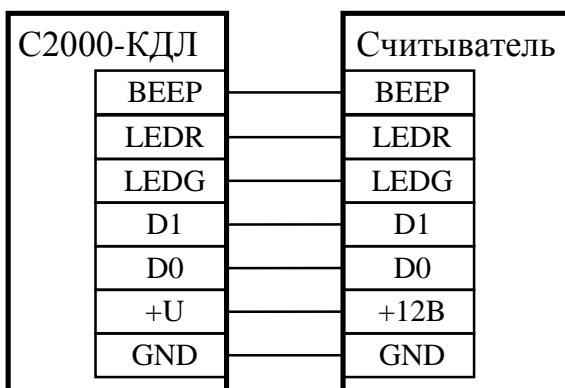 С2000-КДЛ Считыватель
BEEP BEEP
LEDR LEDR
LEDG LEDG
D1 D1
D0 D0
+U +12В
GND GND